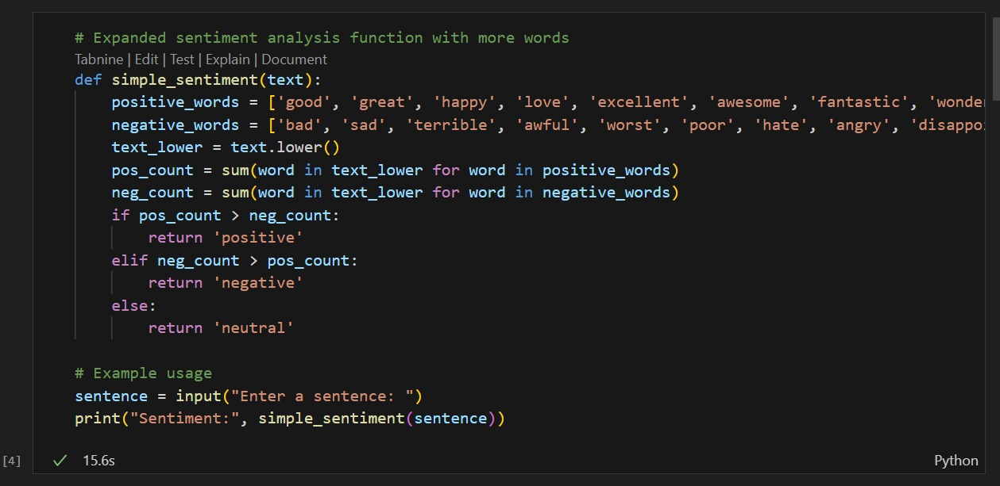 # Expanded sentiment analysis function with more words
Tabnine | Edit | Test | Explain | Document
def simple_sentiment(text):
    positive_words = ['good', 'great', 'happy', 'love', 'excellent', 'awesome', 'fantastic', 'wonde
    negative_words = ['bad', 'sad', 'terrible', 'awful', 'worst', 'poor', 'hate', 'angry', 'disappo
    text_lower = text.lower()
    pos_count = sum(word in text_lower for word in positive_words)
    neg_count = sum(word in text_lower for word in negative_words)
    if pos_count > neg_count:
        return 'positive'
    elif neg_count > pos_count:
        return 'negative'
    else:
        return 'neutral'
# Example usage
sentence = input("Enter a sentence: ")
print("Sentiment:", simple_sentiment(sentence))
[4] ✓ 15.6s Python